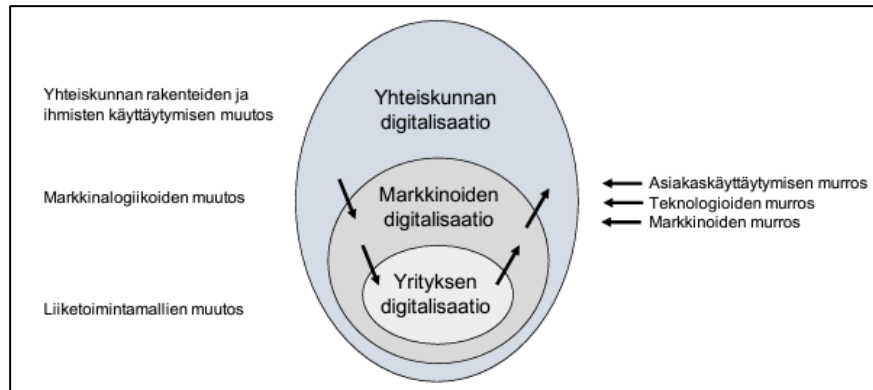 Yhteiskunnan rakenteiden ja
ihmisten käyttäytymisen muutos
Markkinalogiikoiden muutos
Liiketoimintamallien muutos
Yhteiskunnan
digitalisaatio
Markkinoiden
digitalisaatio
Yrityksen
digitalisaatio
Asiakaskäyttäytymisen murros
Teknologioiden murros
Markkinoiden murros